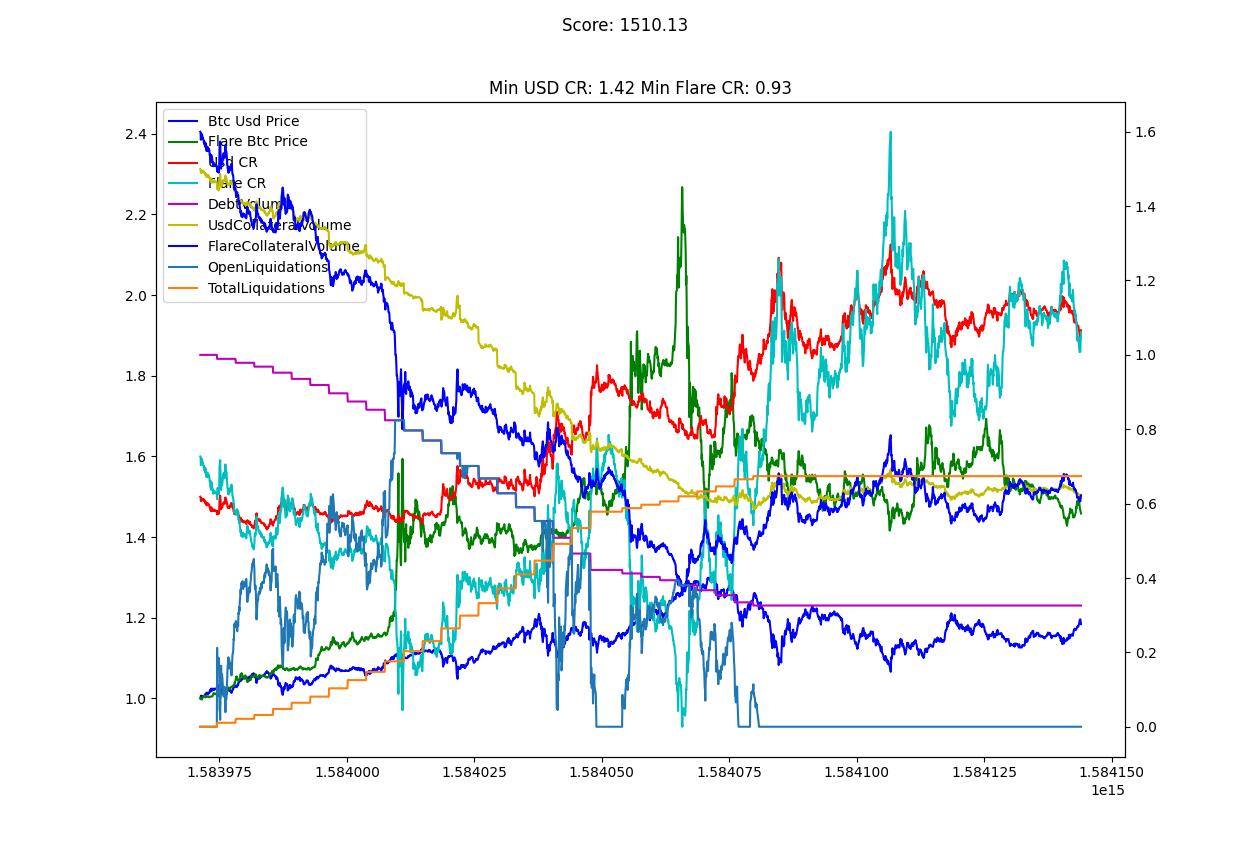 Score: 1510.13
Min USD CR: 1.42 Min Flare CR: 0.93
Btc Usd Price
Flare Btc Price
Usd CR
Flare CR
DebtVolume
UsdCollateralVolume
FlareCollateralVolume
OpenLiquidations
TotalLiquidations
2.4
2.2
2.0
1.8
1.6
1.4
1.2
1.0
1.6
1.4
1.2
1.0
0.8
0.6
0.4
0.2
0.0
1.583975
1.584000
1.584025
1.584050
1.584075
1.584100
1.584125
1.584150
1e15